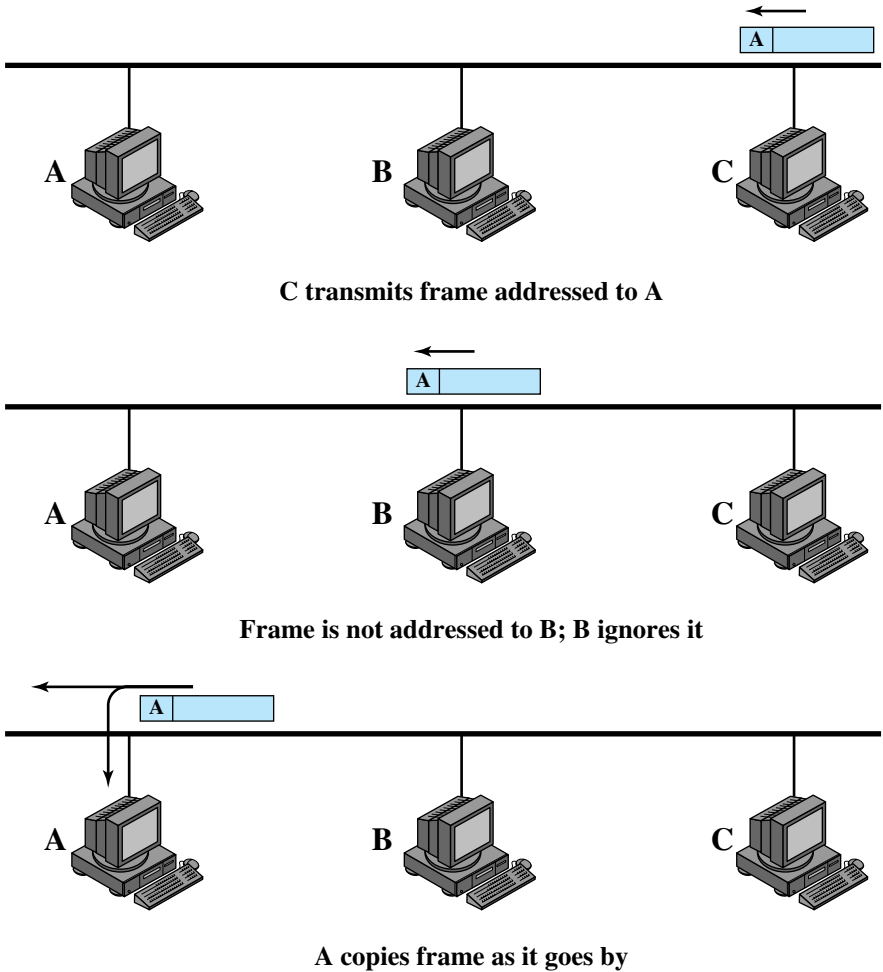 A
A B C
C transmits frame addressed to A
A
A B C
Frame is not addressed to B; B ignores it
A
A B C
A copies frame as it goes by